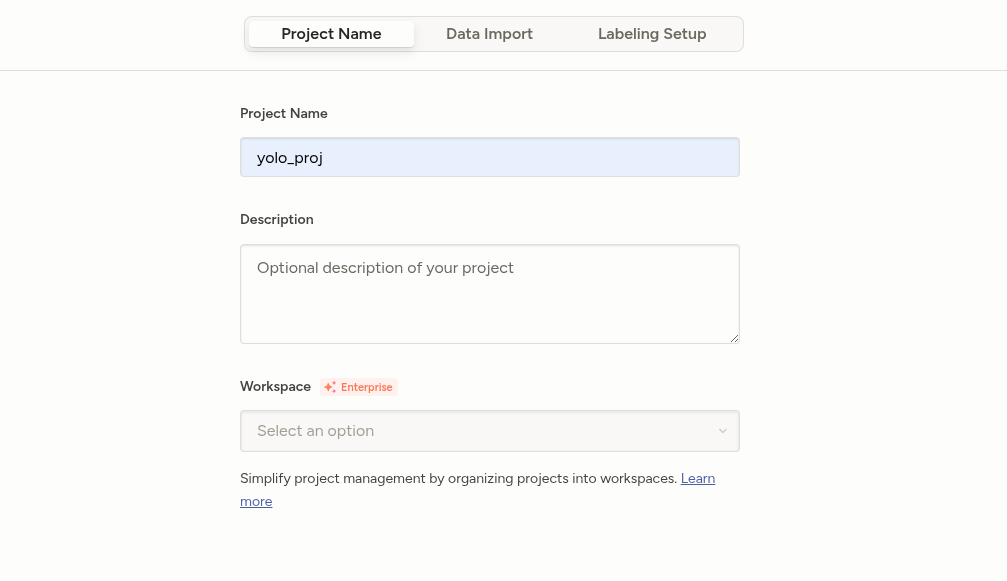 Project Name Data Import Labeling Setup
Project Name
yolo_proj
Description
Optional description of your project
Workspace Enterprise
Select an option
Simplify project management by organizing projects into workspaces. Learn
more